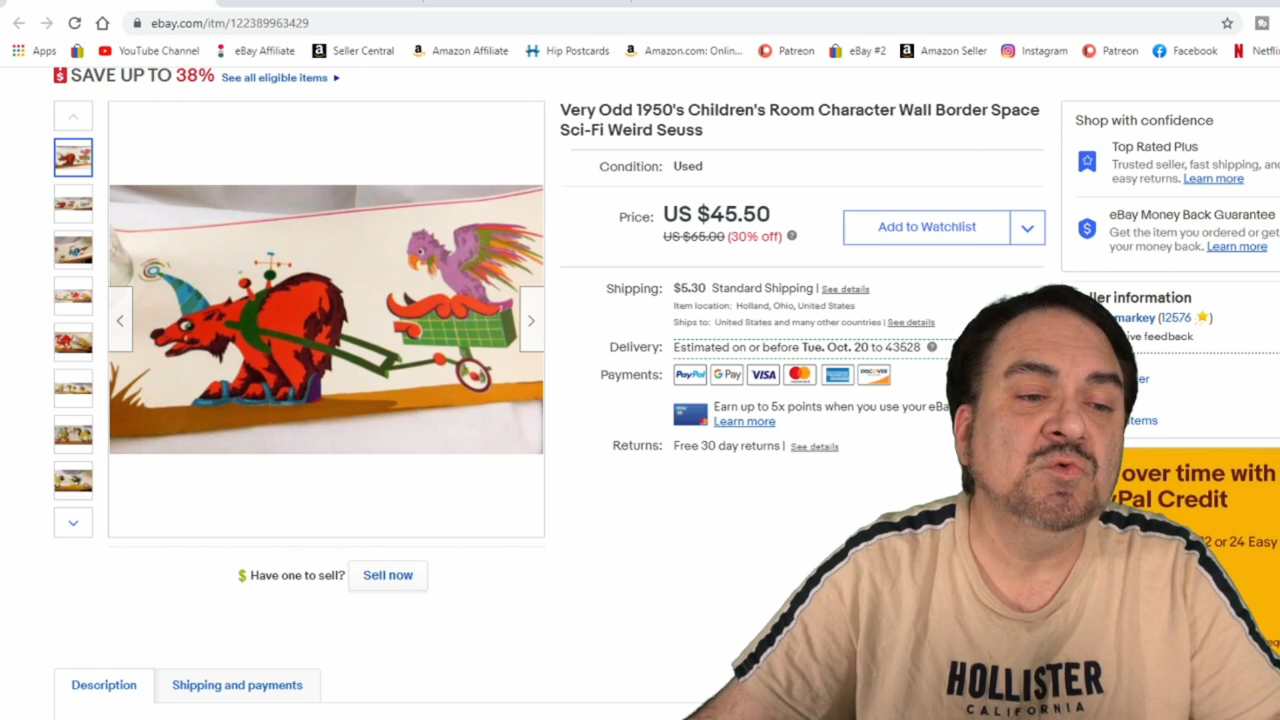 ebay.com/itm/122389963429
Apps YouTube Channel eBay Affiliate Seller Central Amazon Affiliate Hip Postcards Amazon.com: Onlin... Patreon eBay #2 Amazon Seller Instagram Patreon Facebook Netfli
SAVE UP TO 38% See all eligible items
Very Odd 1950's Children's Room Character Wall Border Space
Sci-Fi Weird Seuss
Condition: Used
Price: US $45.50
US $65.00 (30% off)
Add to Watchlist
Shipping: $5.30 Standard Shipping | See details
Item location: Holland, Ohio, United States
Ships to: United States and many other countries | See details
Delivery: Estimated on or before Tue. Oct. 20 to 43528
Payments: PayPal G Pay VISA MasterCard AMERICAN EXPRESS DISCOVER
Earn up to 5x points when you use your eBa
Learn more
Returns: Free 30 day returns | See details
Shop with confidence
Top Rated Plus
Trusted seller, fast shipping, and
easy returns. Learn more
eBay Money Back Guarantee
Get the item you ordered or get
your money back. Learn more
ller information
markey (12576)
ive feedback
er
tems
over time with
Pal Credit
12 or 24 Easy
$ Have one to sell? Sell now
Description Shipping and payments
HOLLISTER
CALIFORNIA